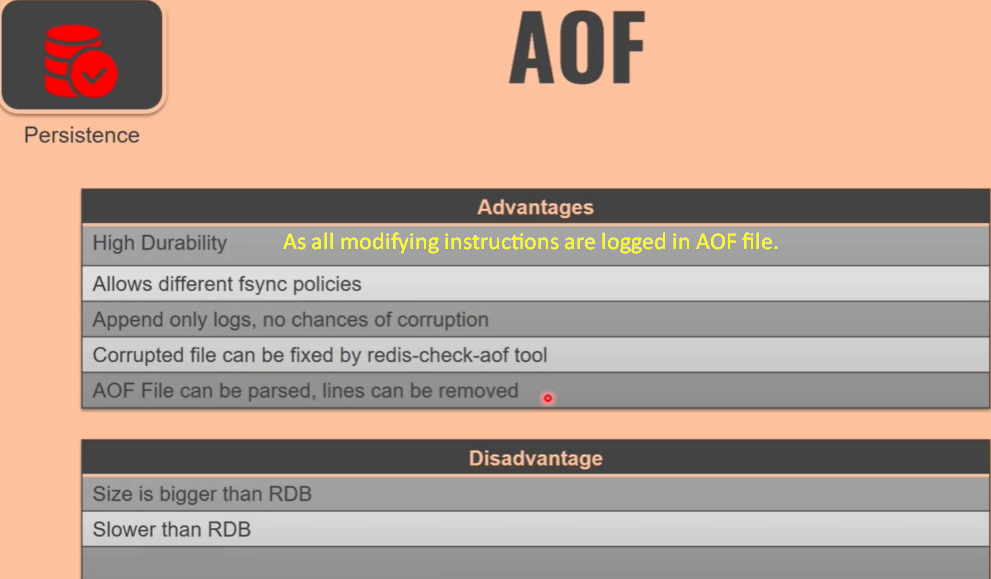 AOF
Persistence
Advantages
High Durability As all modifying instructions are logged in AOF file.
Allows different fsync policies
Append only logs, no chances of corruption
Corrupted file can be fixed by redis-check-aof tool
AOF File can be parsed, lines can be removed
Disadvantage
Size is bigger than RDB
Slower than RDB